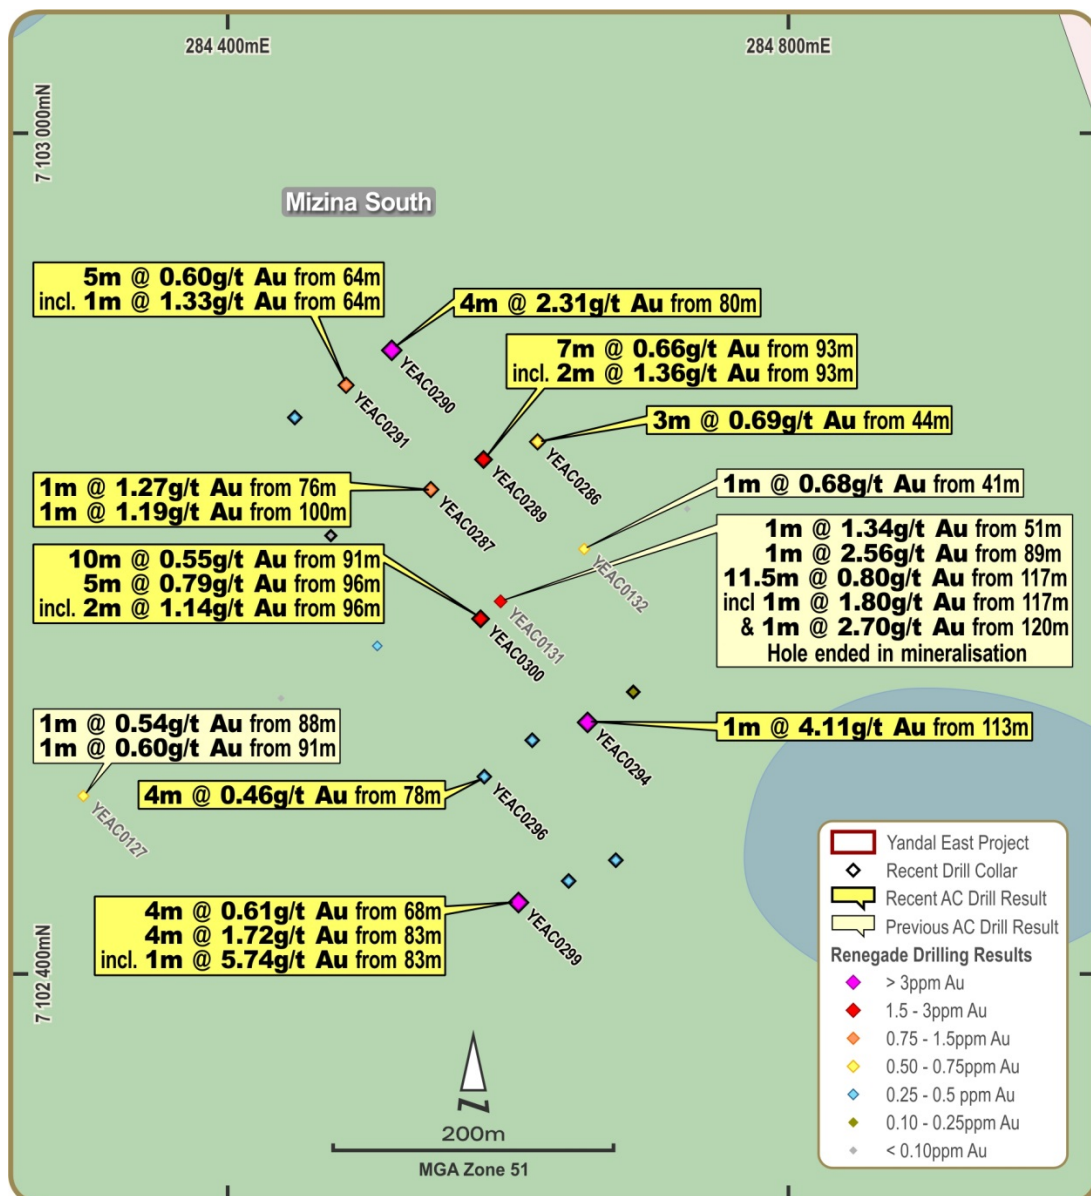 284 400mE
284 800mE
7 103 000mN
Mizina South
5m @ 0.60g/t Au from 64m
incl. 1m @ 1.33g/t Au from 64m
4m @ 2.31g/t Au from 80m
7m @ 0.66g/t Au from 93m
incl. 2m @ 1.36g/t Au from 93m
YEAC0290
YEAC0291
3m @ 0.69g/t Au from 44m
YEAC0286
YEAC0289
1m @ 1.27g/t Au from 76m
1m @ 1.19g/t Au from 100m
YEAC0287
1m @ 0.68g/t Au from 41m
YEAC0132
10m @ 0.55g/t Au from 91m
5m @ 0.79g/t Au from 96m
incl. 2m @ 1.14g/t Au from 96m
1m @ 1.34g/t Au from 51m
1m @ 2.56g/t Au from 89m
11.5m @ 0.80g/t Au from 117m
incl 1m @ 1.80g/t Au from 117m
& 1m @ 2.70g/t Au from 120m
Hole ended in mineralisation
YEAC0131
YEAC0300
1m @ 0.54g/t Au from 88m
1m @ 0.60g/t Au from 91m
YEAC0127
1m @ 4.11g/t Au from 113m
YEAC0294
4m @ 0.46g/t Au from 78m
YEAC0296
4m @ 0.61g/t Au from 68m
4m @ 1.72g/t Au from 83m
incl. 1m @ 5.74g/t Au from 83m
YEAC0299
7 102 400mN
Yandal East Project
Recent Drill Collar
Recent AC Drill Result
Previous AC Drill Result
Renegade Drilling Results
> 3ppm Au
1.5 - 3ppm Au
0.75 - 1.5ppm Au
0.50 - 0.75ppm Au
0.25 - 0.5 ppm Au
0.10 - 0.25ppm Au
< 0.10ppm Au
N
200m
MGA Zone 51